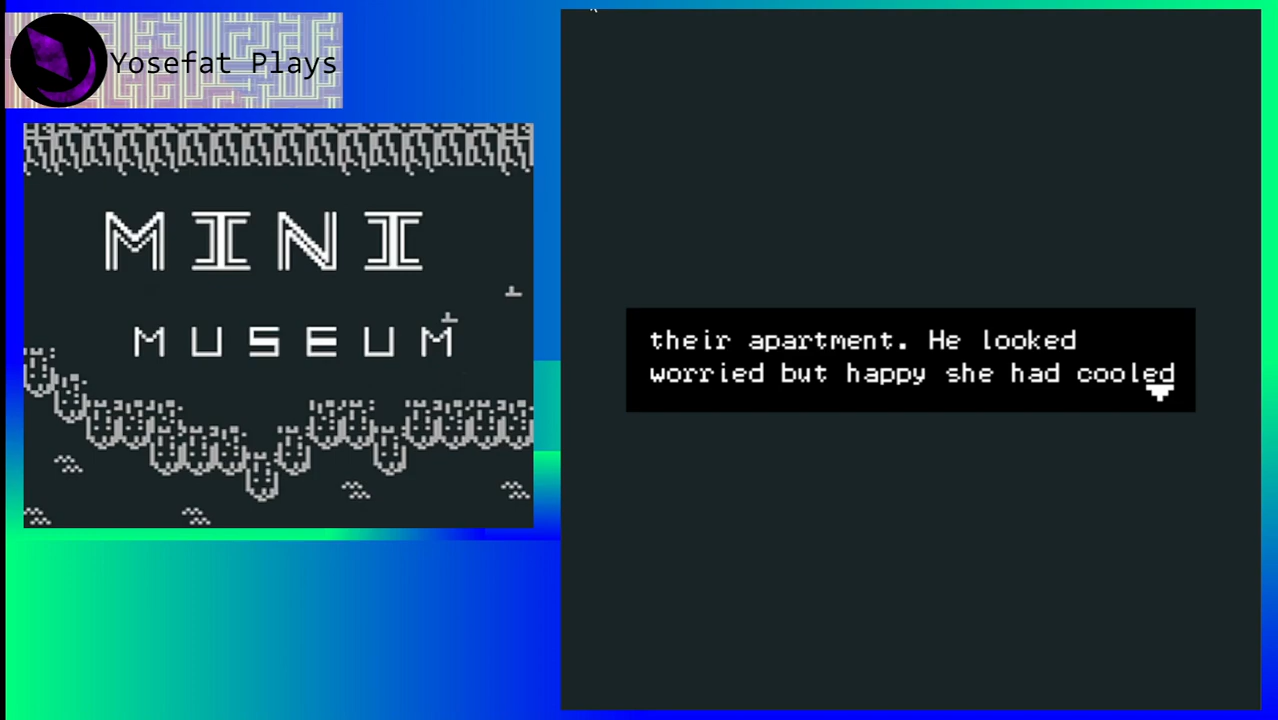 Yosefat Plays
MINI
MUSEUM
their apartment. He looked
worried but happy she had cooled